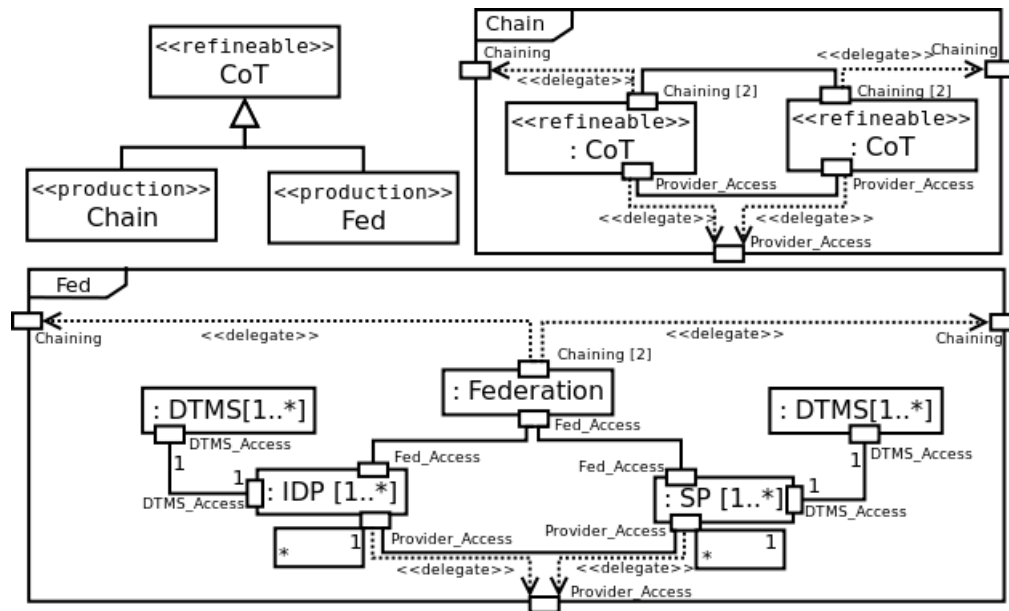 <<refineable>>
CoT
<<production>>
Chain
<<production>>
Fed
Chain
Chaining
<<delegate>>
Chaining
<<delegate>>
Chaining [2]
Chaining [2]
<<refineable>>
: CoT
<<refineable>>
: CoT
Provider_Access
Provider_Access
<<delegate>>
<<delegate>>
Provider_Access
Fed
Chaining
<<delegate>>
<<delegate>>
Chaining
Chaining [2]
: Federation
: DTMS[1..*]
: DTMS[1..*]
Fed_Access
DTMS_Access
DTMS_Access
1
1
Fed_Access
Fed_Access
1
1
: IDP [1..*]
: SP [1..*]
DTMS_Access
DTMS_Access
Provider_Access
Provider_Access
* 1
* 1
<<delegate>>
<<delegate>>
Provider_Access